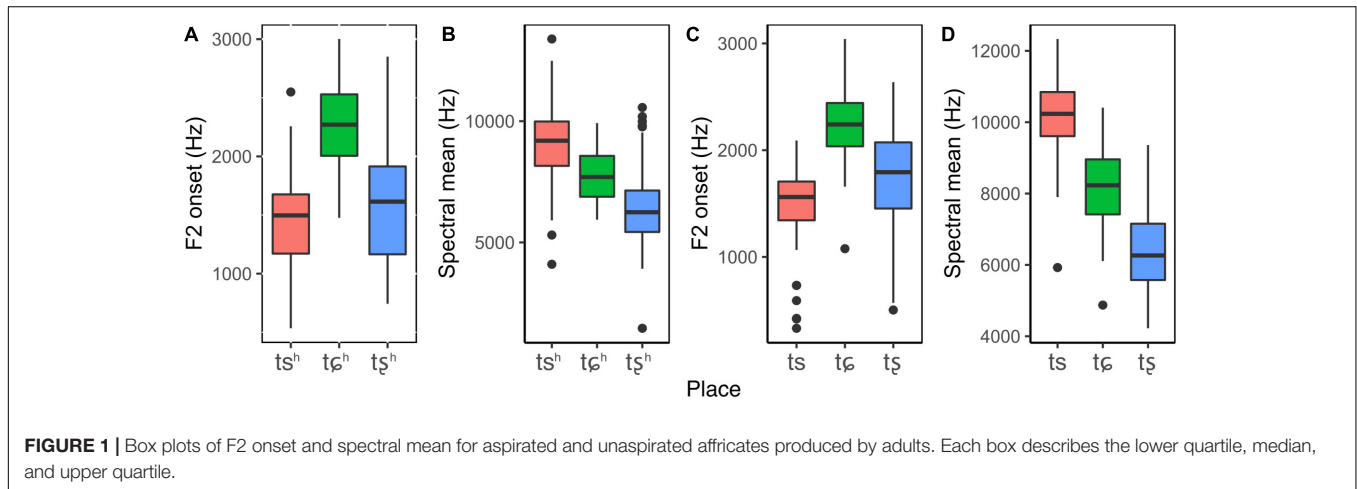 A
B
C
D
F2 onset (Hz)
3000
2000
1000
tsʰ
tɕʰ
tʂʰ
Spectral mean (Hz)
10000
5000
tsʰ
tɕʰ
tʂʰ
F2 onset (Hz)
3000
2000
1000
ts
tɕ
tʂ
Spectral mean (Hz)
12000
10000
8000
6000
4000
ts
tɕ
tʂ
Place
FIGURE 1 | Box plots of F2 onset and spectral mean for aspirated and unaspirated affricates produced by adults. Each box describes the lower quartile, median,
and upper quartile.